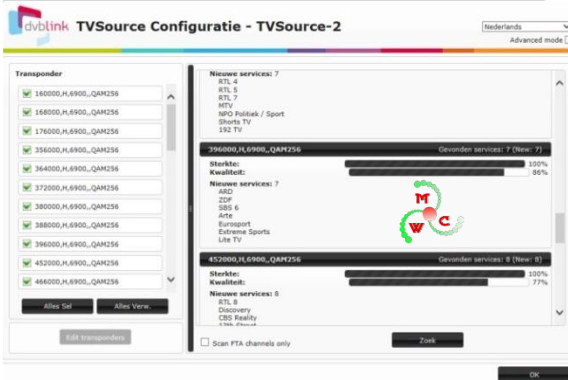 dvblink TVSource Configuratie - TVSource-2
Nederlands
Advanced mode
Transponder
160000,H,6900,,QAM256
168000,H,6900,,QAM256
176000,H,6900,,QAM256
356000,H,6900,,QAM256
364000,H,6900,,QAM256
372000,H,6900,,QAM256
380000,H,6900,,QAM256
388000,H,6900,,QAM256
396000,H,6900,,QAM256
452000,H,6900,,QAM256
466000,H,6900,,QAM256
Alles Sel
Alles Verw.
Edit transponders
Nieuwe services: 7
RTL 4
RTL 5
RTL 7
MTV
NPO Politiek / Sport
Shorts TV
192 TV
396000,H,6900,,QAM256 Gevonden services: 7 (New: 7)
Sterkte: 100%
Kwaliteit: 86%
Nieuwe services: 7
ARD
ZDF
SBS 6
Arte
Eurosport
Extreme Sports
Lite TV
M
W C
452000,H,6900,,QAM256 Gevonden services: 8 (New: 8)
Sterkte: 100%
Kwaliteit: 77%
Nieuwe services: 8
RTL 8
Discovery
CBS Reality
13th Street
Scan FTA channels only
Zoek
OK